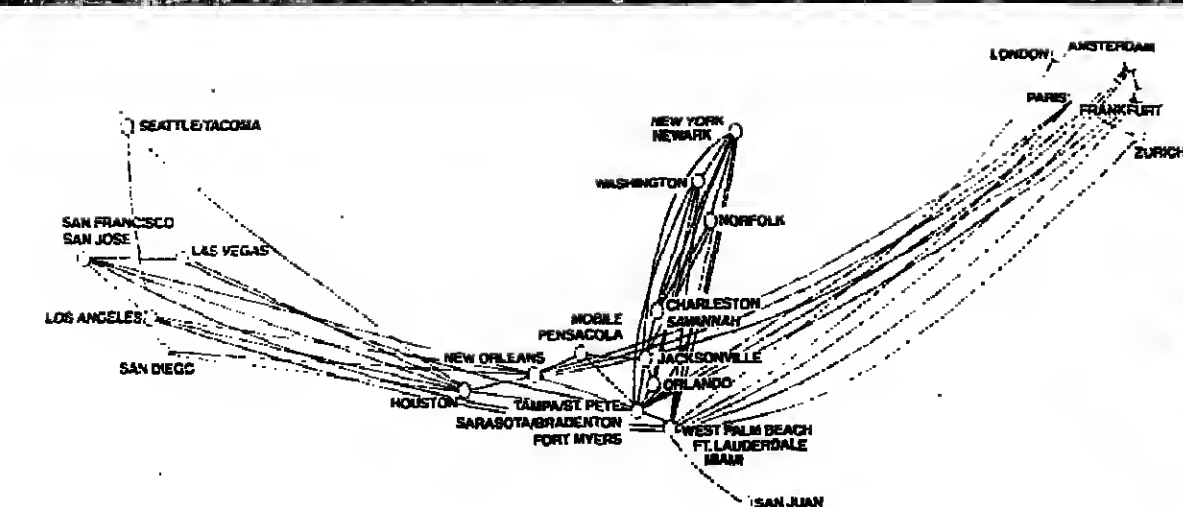 LONDON
AMSTERDAM
PARIS
FRANKFURT
ZURICH
SEATTLE/TACOMA
NEW YORK
NEWARK
WASHINGTON
NORFOLK
SAN FRANCISCO
SAN JOSE
LAS VEGAS
LOS ANGELES
SAN DIEGO
CHARLESTON
SAVANNAH
MOBILE
PENSACOLA
JACKSONVILLE
NEW ORLEANS
ORLANDO
HOUSTON
TAMPA/ST. PETE
SARASOTA/BRADENTON
FORT MYERS
WEST PALM BEACH
FT. LAUDERDALE
MIAMI
SAN JUAN